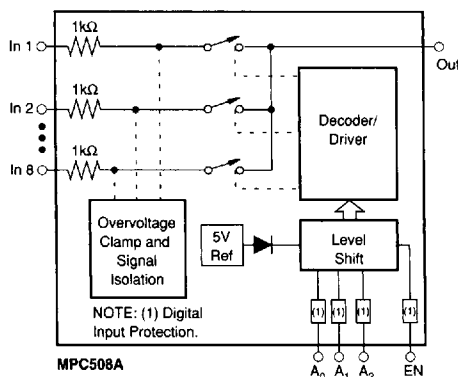 In 1
1kΩ
Out
In 2
1kΩ
In 8
1kΩ
Decoder/
Driver
Overvoltage
Clamp and
Signal
Isolation
5V
Ref
Level
Shift
NOTE: (1) Digital
Input Protection.
(1) (1) (1) (1)
MPC508A
A0 A1 A2 EN